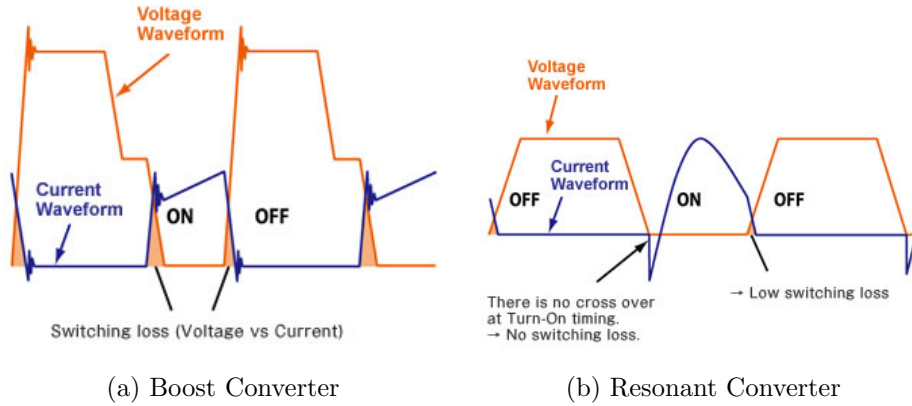 Voltage
Waveform
Current
Waveform
ON
OFF
Switching loss (Voltage vs Current)
(a) Boost Converter
Voltage
Waveform
Current
Waveform
OFF
ON
OFF
There is no cross over
at Turn-On timing.
→ No switching loss.
→ Low switching loss
(b) Resonant Converter